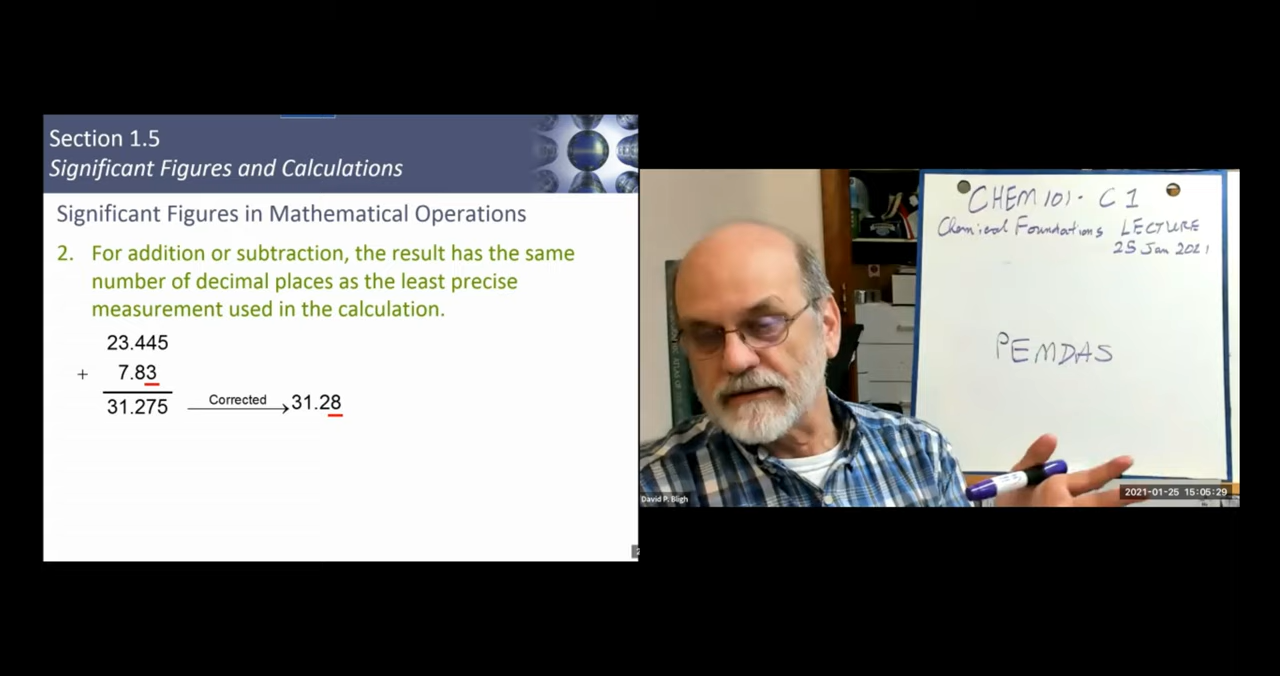 Section 1.5
Significant Figures and Calculations
Significant Figures in Mathematical Operations
2. For addition or subtraction, the result has the same
number of decimal places as the least precise
measurement used in the calculation.
23.445
+ 7.83
31.275 Corrected 31.28
CHEM 101 - C1
Chemical Foundations LECTURE
25 Jan 2021
PEMDAS
David P. Bligh
2021-01-25 15:05:29